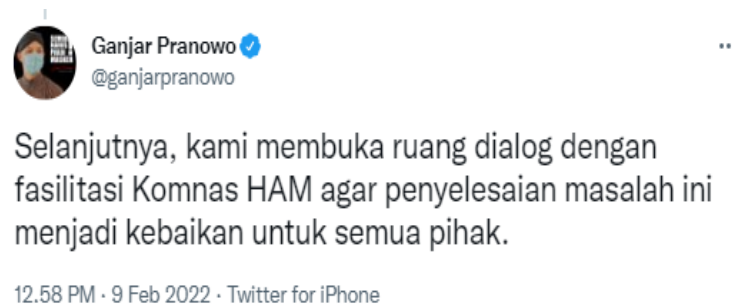 Ganjar Pranowo
@ganjarpranowo
Selanjutnya, kami membuka ruang dialog dengan
fasilitasi Komnas HAM agar penyelesaian masalah ini
menjadi kebaikan untuk semua pihak.
12.58 PM · 9 Feb 2022 · Twitter for iPhone